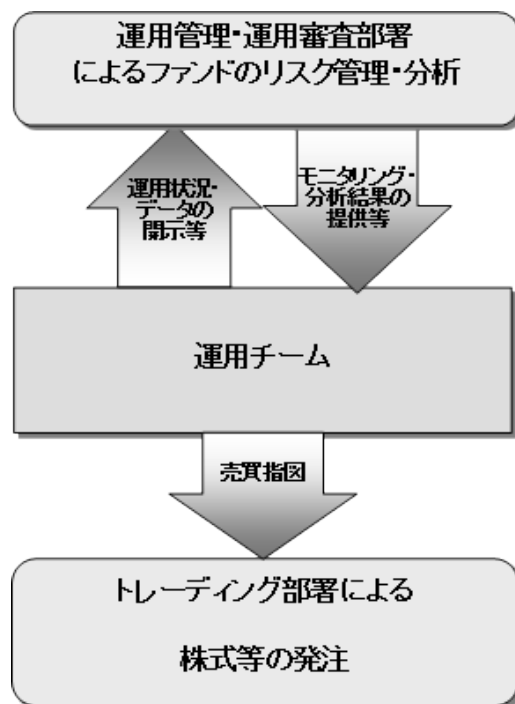 運用管理・運用審査部署
によるファンドのリスク管理・分析
運用状況・
データの
開示等
モニタリング・
分析結果の
提供等
運用チーム
売買指図
トレーディング部署による
株式等の発注